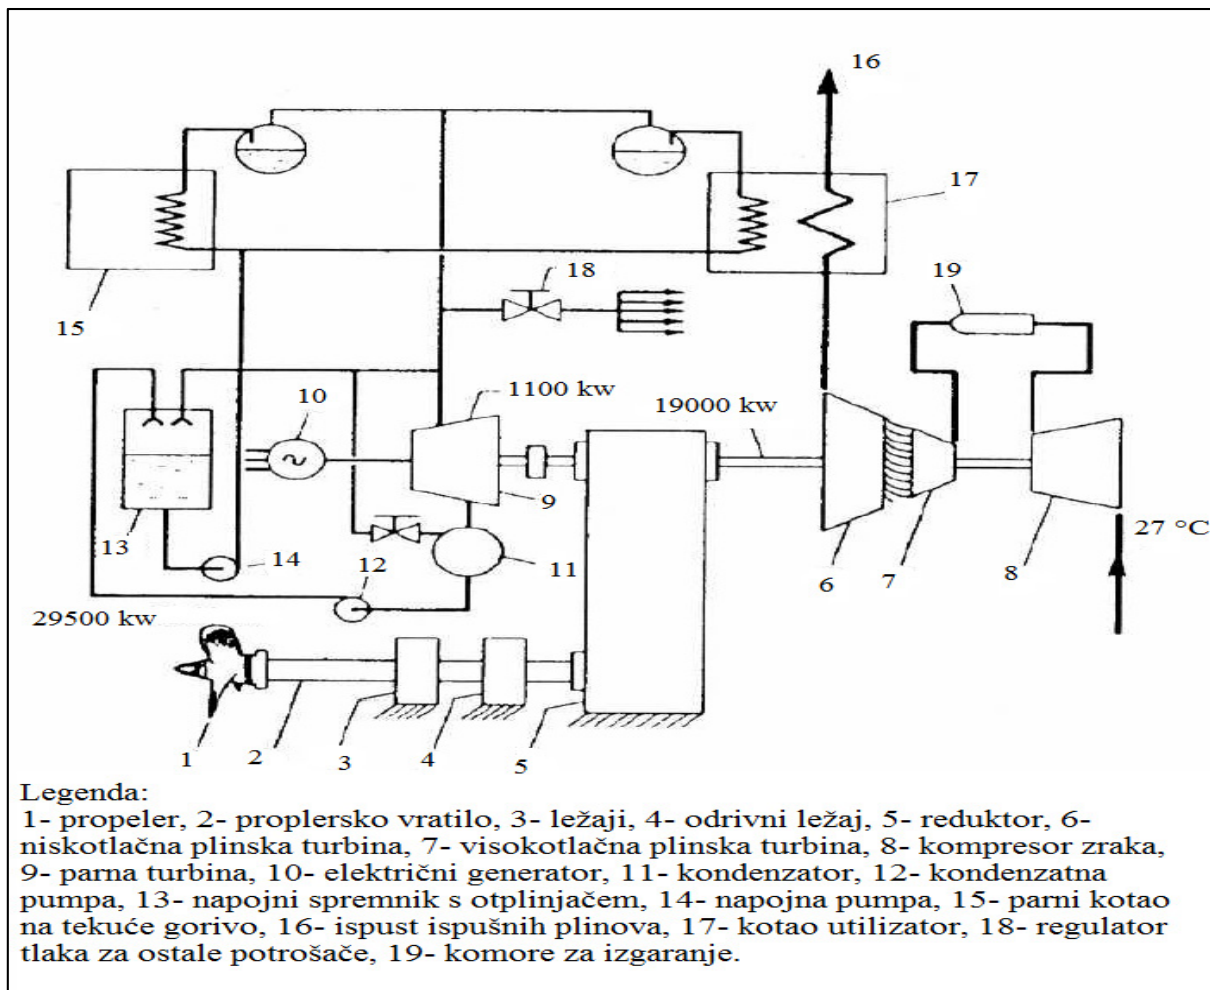 16
17
18
19
15
1100 kw
10
19000 kw
9
27 °C
13
14
12
11
6
7
8
29500 kw
1
2
3
4
5
Legenda:
1- propeler, 2- proplersko vratilo, 3- ležaji, 4- odrivni ležaj, 5- reduktor, 6-
niskotlačna plinska turbina, 7- visokotlačna plinska turbina, 8- kompresor zraka,
9- parna turbina, 10- električni generator, 11- kondenzator, 12- kondenzatna
pumpa, 13- napojni spremnik s otplinjačem, 14- napojna pumpa, 15- parni kotao
na tekuće gorivo, 16- ispust ispušnih plinova, 17- kotao utilizator, 18- regulator
tlaka za ostale potrošače, 19- komore za izgaranje.